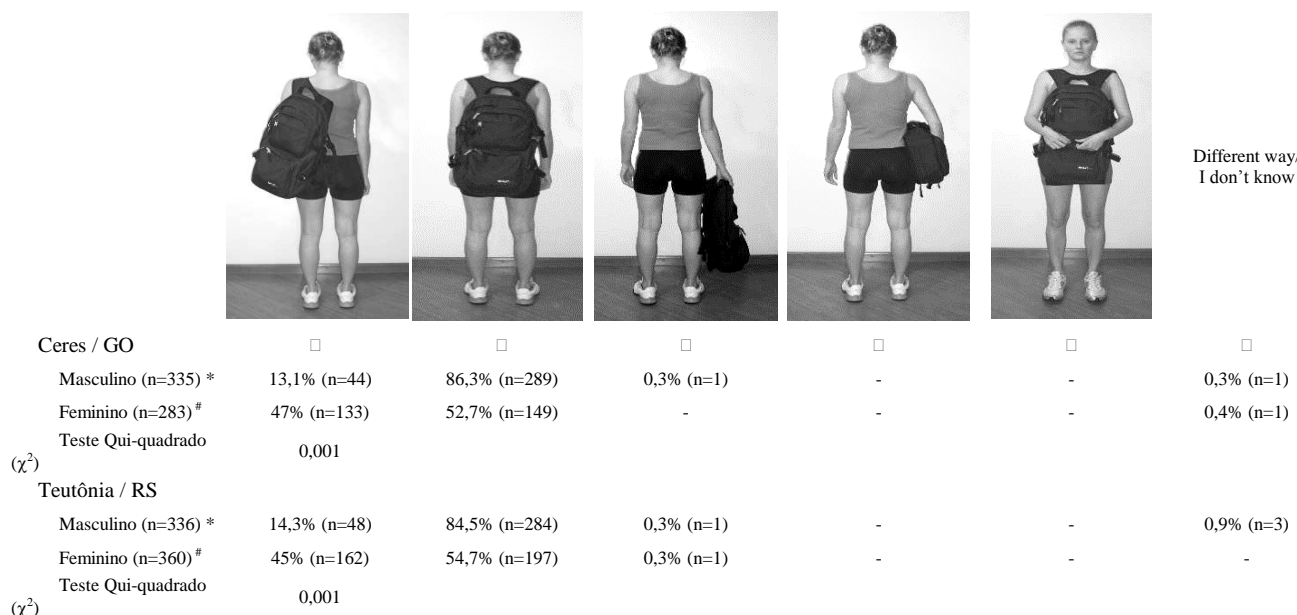 Different way/
I don't know
Ceres / GO □ □ □ □ □ □
Masculino (n=335) * 13,1% (n=44) 86,3% (n=289) 0,3% (n=1) - - 0,3% (n=1)
Feminino (n=283) # 47% (n=133) 52,7% (n=149) - - - 0,4% (n=1)
Teste Qui-quadrado
(χ²) 0,001
Teutônia / RS
Masculino (n=336) * 14,3% (n=48) 84,5% (n=284) 0,3% (n=1) - - 0,9% (n=3)
Feminino (n=360) # 45% (n=162) 54,7% (n=197) 0,3% (n=1) - - -
Teste Qui-quadrado
(χ²) 0,001